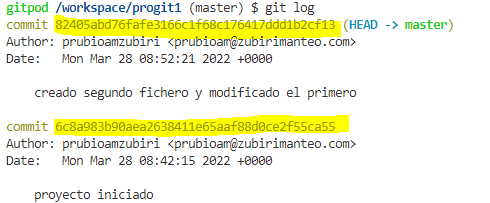 gitpod /workspace/progit1 (master) $ git log
commit 82405abd76fafe3166c1f68c176417ddd1b2cf13 (HEAD -> master)
Author: prubioamzubiri <prubioam@zubirimanteo.com>
Date:   Mon Mar 28 08:52:21 2022 +0000
creado segundo fichero y modificado el primero
commit 6c8a983b90aea2638411e65aaf88d0ce2f55ca55
Author: prubioamzubiri <prubioam@zubirimanteo.com>
Date:   Mon Mar 28 08:42:15 2022 +0000
proyecto iniciado